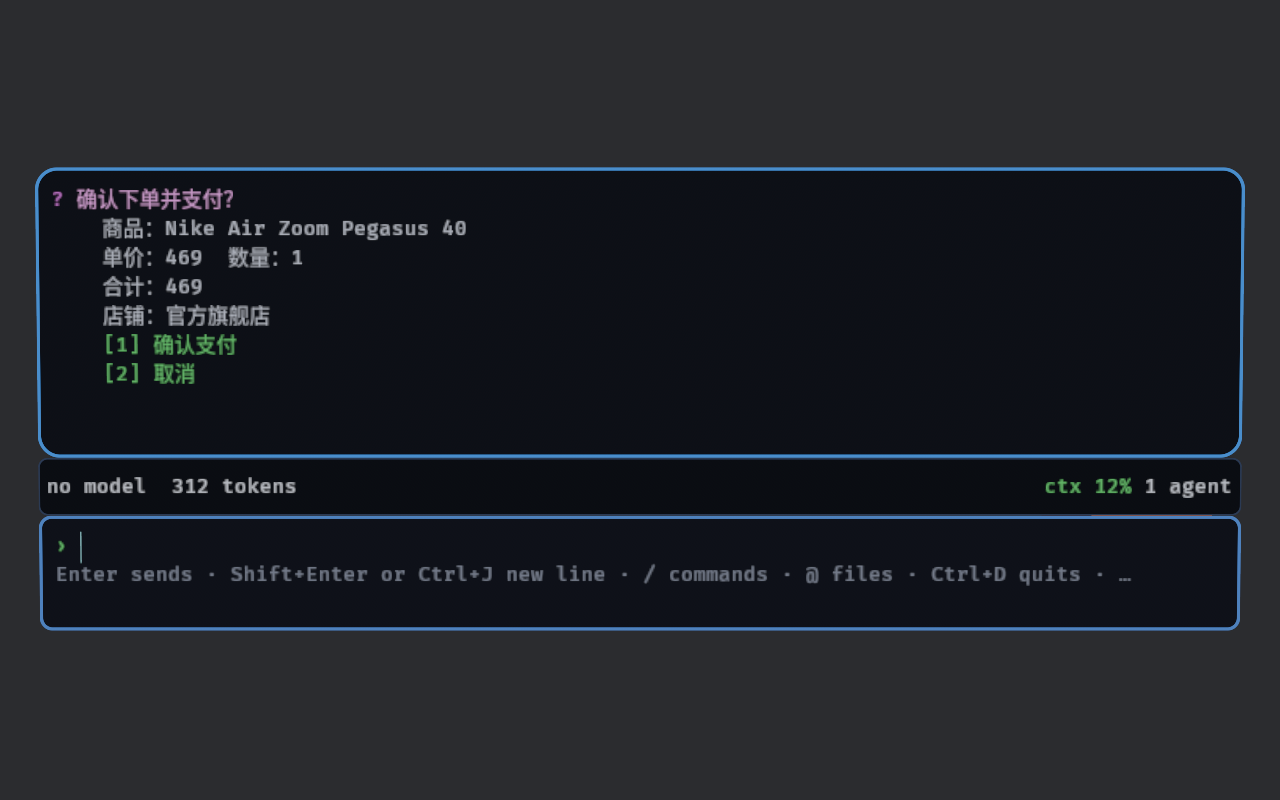 ? 确认下单并支付?
商品: Nike Air Zoom Pegasus 40
单价: 469  数量: 1
合计: 469
店铺: 官方旗舰店
[1] 确认支付
[2] 取消
no model  312 tokens  ctx 12% 1 agent
›
Enter sends · Shift+Enter or Ctrl+J new line · / commands · @ files · Ctrl+D quits · …